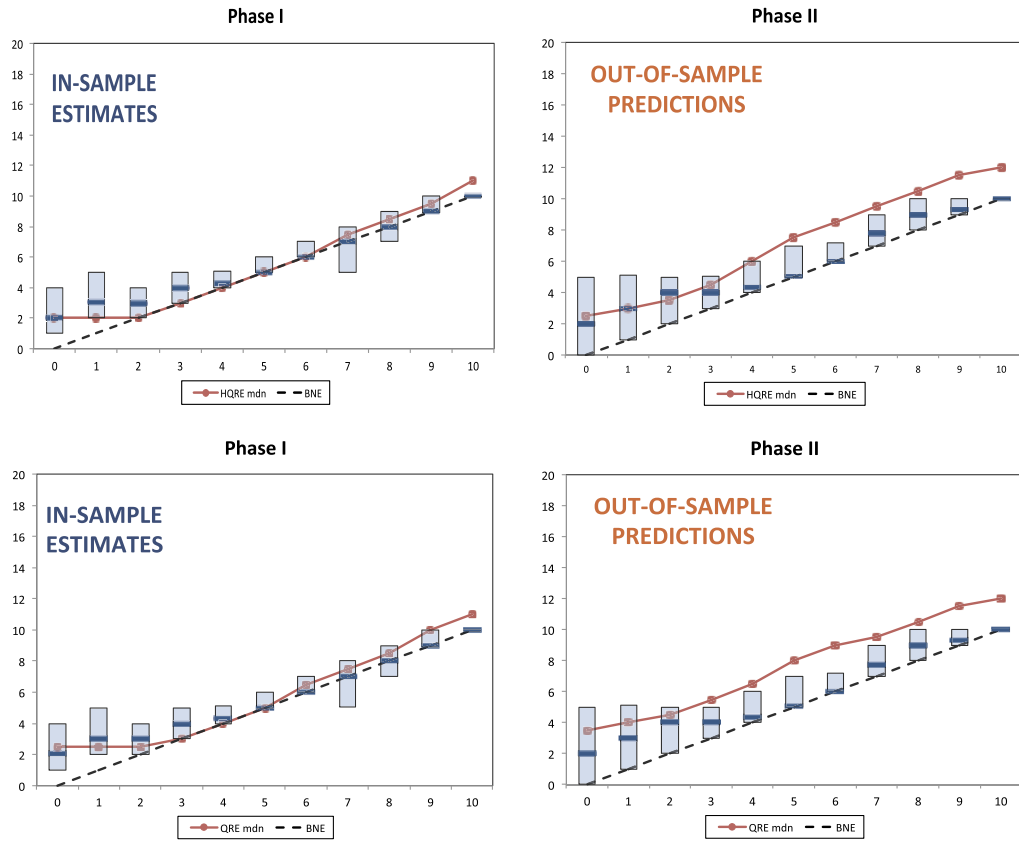 Phase I
20
18
16
14
12
10
8
6
4
2
0
IN-SAMPLE
ESTIMATES
0 1 2 3 4 5 6 7 8 9 10
HQRE mdn BNE
Phase II
20
18
16
14
12
10
8
6
4
2
0
OUT-OF-SAMPLE
PREDICTIONS
0 1 2 3 4 5 6 7 8 9 10
HQRE mdn BNE
Phase I
20
18
16
14
12
10
8
6
4
2
0
IN-SAMPLE
ESTIMATES
0 1 2 3 4 5 6 7 8 9 10
QRE mdn BNE
Phase II
20
18
16
14
12
10
8
6
4
2
0
OUT-OF-SAMPLE
PREDICTIONS
0 1 2 3 4 5 6 7 8 9 10
QRE mdn BNE